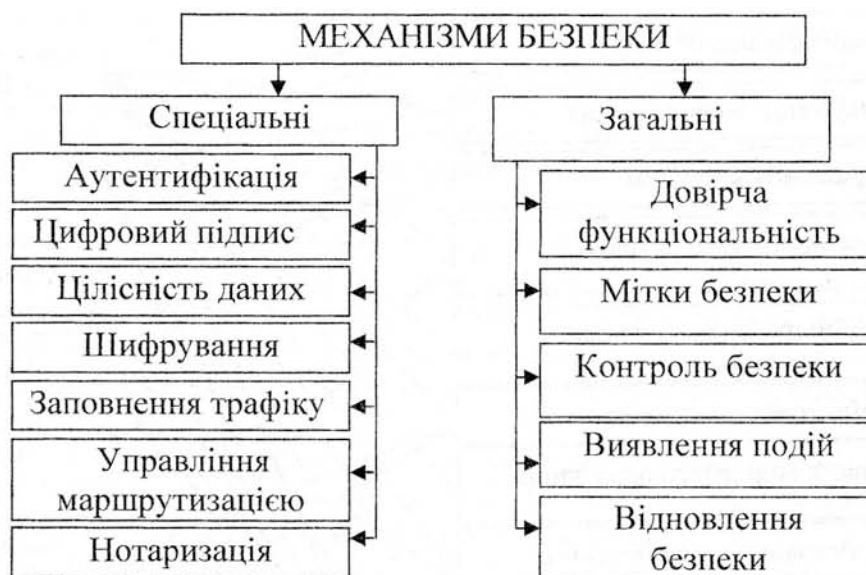 МЕХАНІЗМИ БЕЗПЕКИ
Спеціальні
Аутентифікація
Цифровий підпис
Цілісність даних
Шифрування
Заповнення трафіку
Управління
маршрутизацією
Нотаризація
Загальні
Довірча
функціональність
Мітки безпеки
Контроль безпеки
Виявлення подій
Відновлення
безпеки